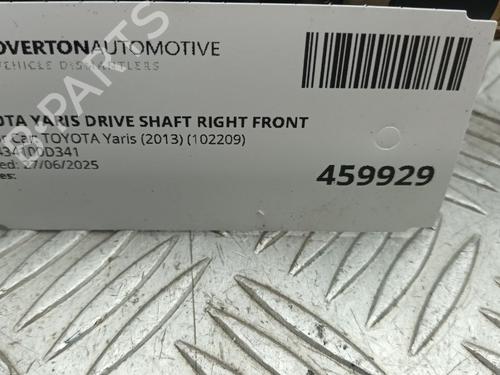 OVERTONAUTOMOTIVE
VEHICLE DISMANTLERS
OTA YARIS DRIVE SHAFT RIGHT FRONT
or Car: TOYOTA Yaris (2013) (102209)
434100D341
ed: 27/06/2025
es:
459929
PARTS